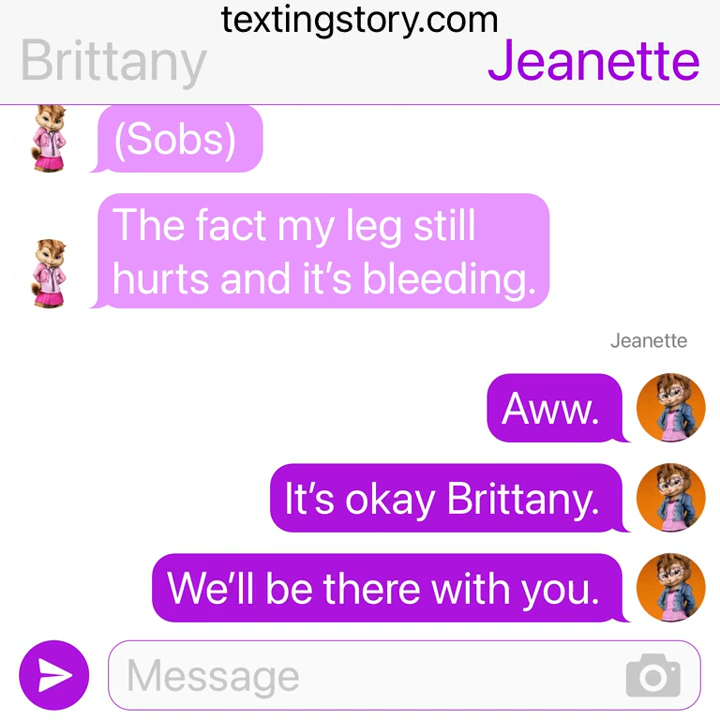 textingstory.com
Brittany
Jeanette
(Sobs)
The fact my leg still
hurts and it’s bleeding.
Jeanette
Aww.
It’s okay Brittany.
We’ll be there with you.
Message